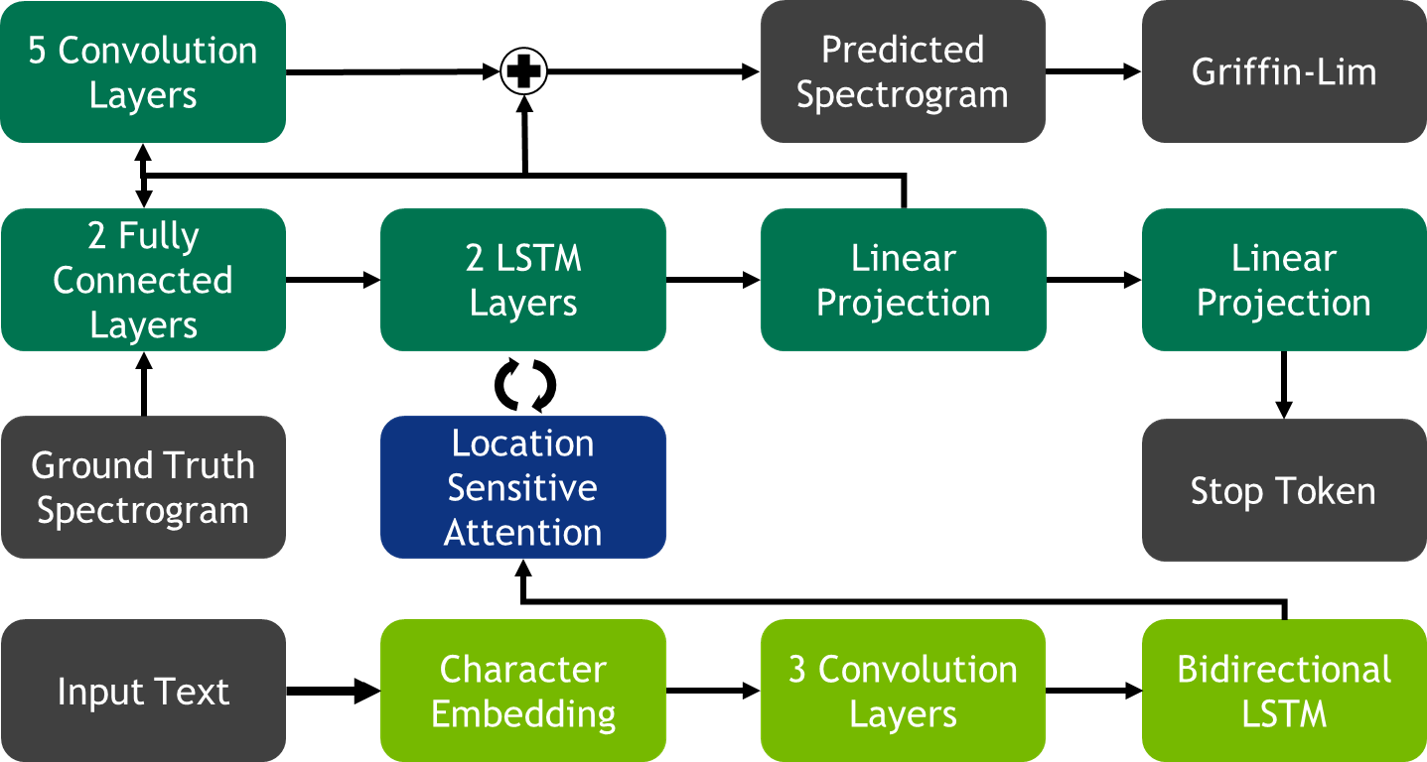 5 Convolution
Layers
Predicted
Spectrogram
Griffin-Lim
2 Fully
Connected
Layers
2 LSTM
Layers
Linear
Projection
Linear
Projection
Ground Truth
Spectrogram
Location
Sensitive
Attention
Stop Token
Input Text
Character
Embedding
3 Convolution
Layers
Bidirectional
LSTM